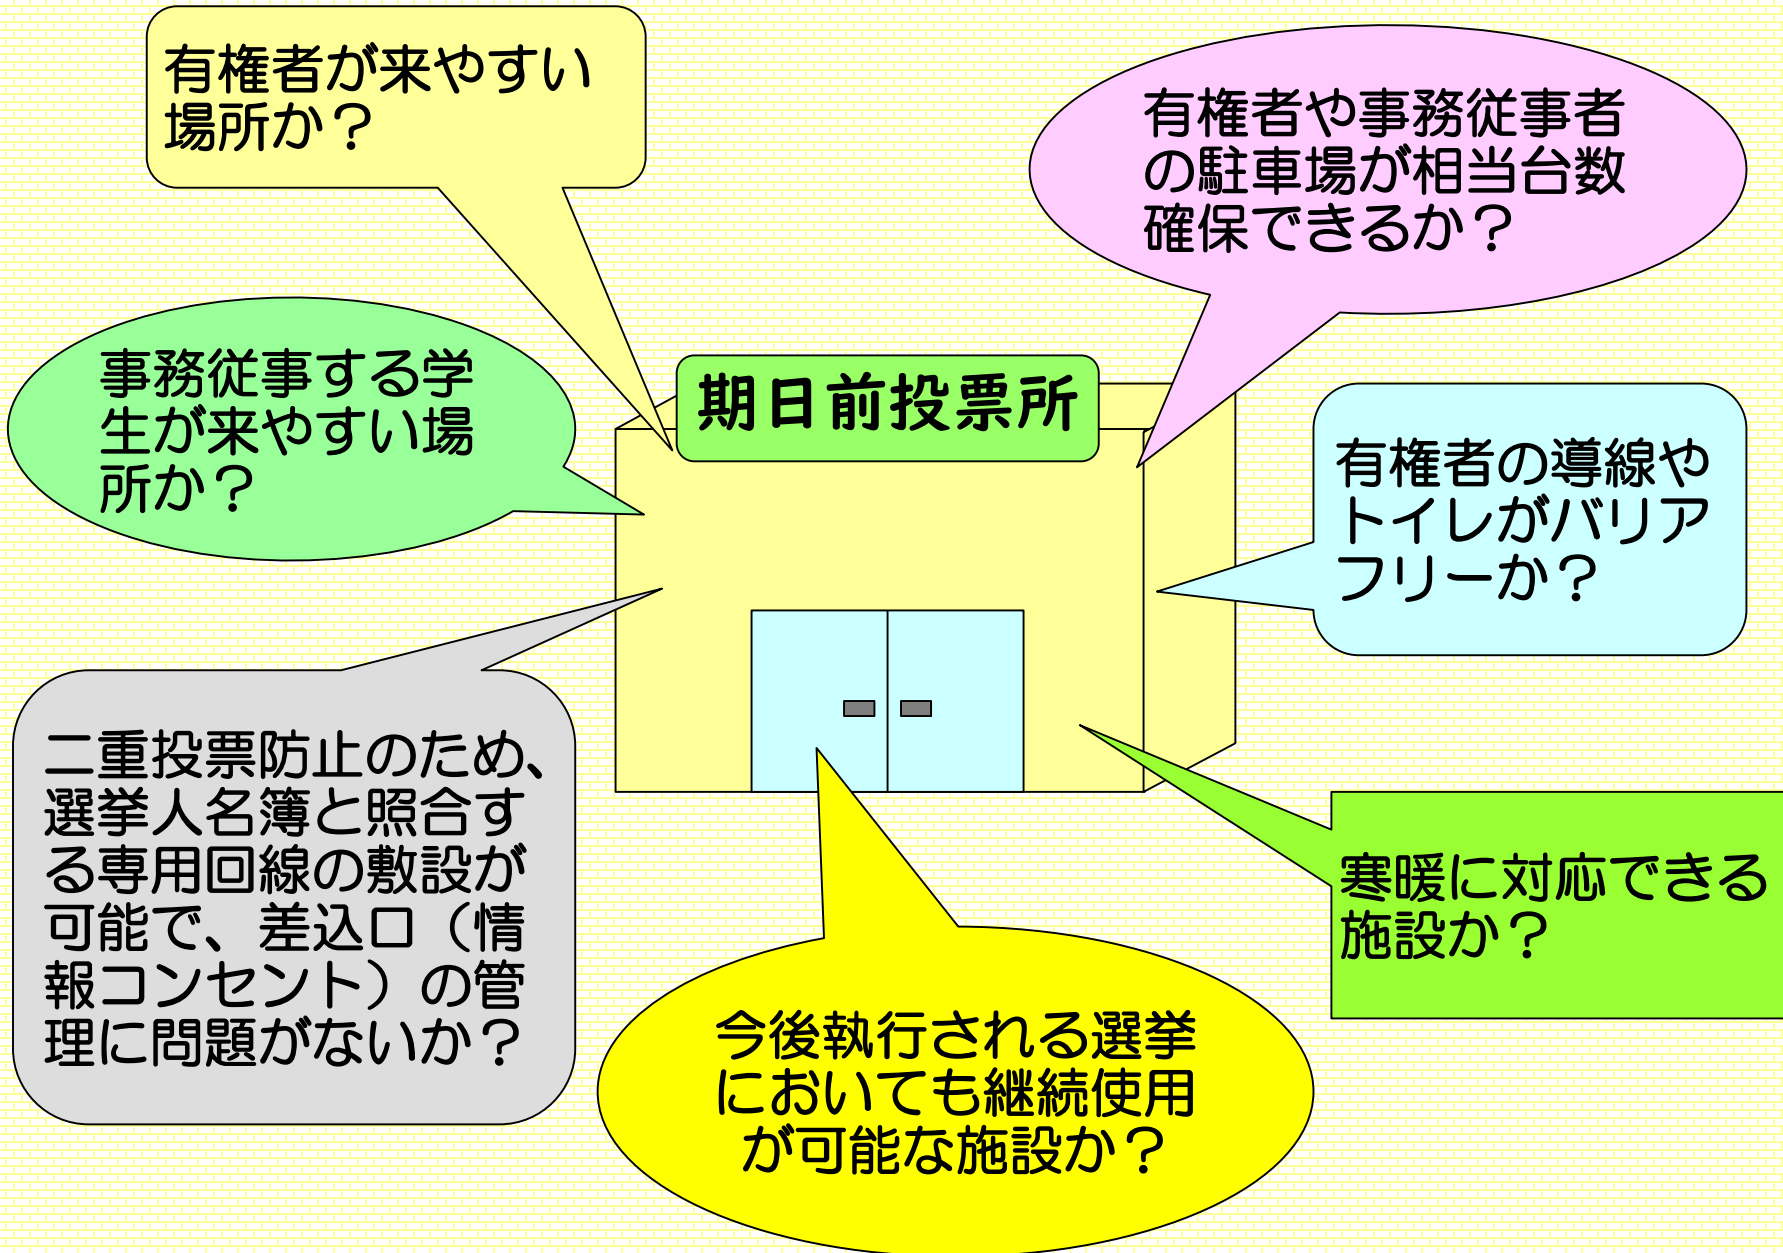 有権者が来やすい
場所か？
有権者や事務従事者
の駐車場が相当台数
確保できるか？
事務従事する学
生が来やすい場
所か？
期日前投票所
有権者の導線や
トイレがバリア
フリーか？
二重投票防止のため、
選挙人名簿と照合す
る専用回線の敷設が
可能で、差込口（情
報コンセント）の管
理に問題がないか？
寒暖に対応できる
施設か？
今後執行される選挙
においても継続使用
が可能な施設か？